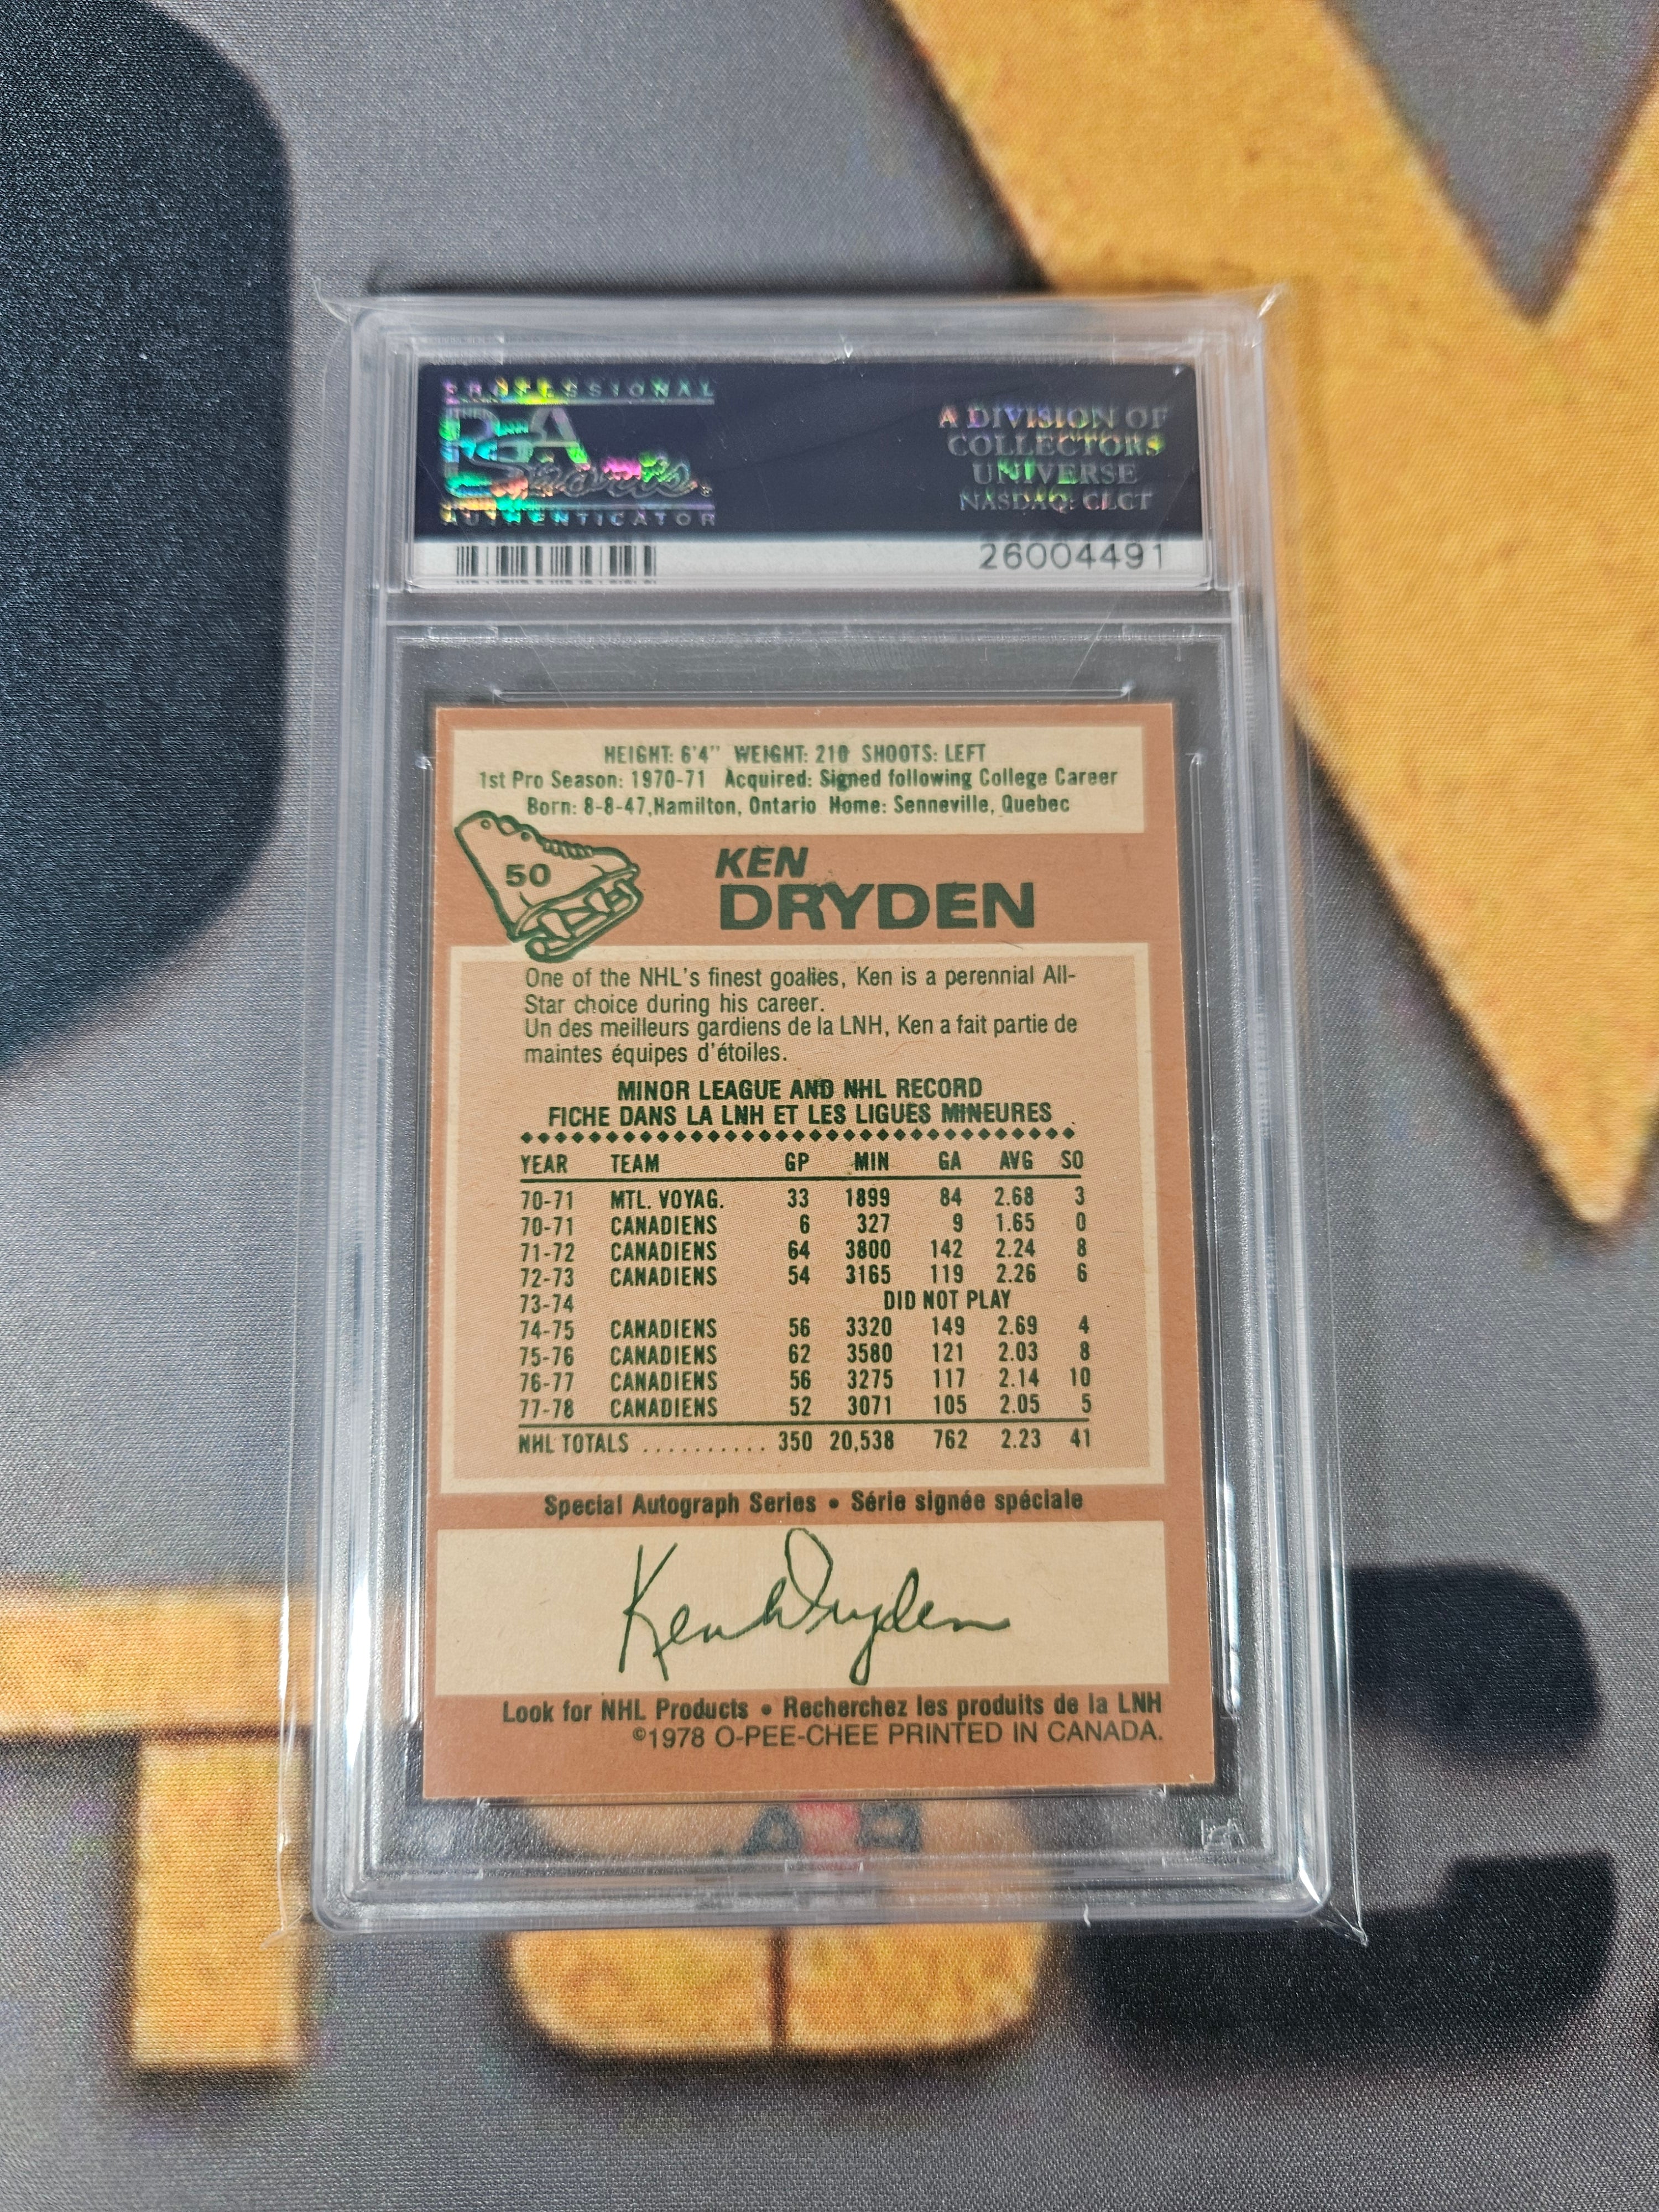 PROFESSIONAL
PSA
Sports®
AUTHENTICATOR
A DIVISION OF
COLLECTORS
UNIVERSE
NASDAQ: CLCT
26004491
HEIGHT: 6'4" WEIGHT: 210 SHOOTS: LEFT
1st Pro Season: 1970-71 Acquired: Signed following College Career
Born: 8-8-47,Hamilton, Ontario Home: Senneville, Quebec
50
KEN
DRYDEN
One of the NHL's finest goalies, Ken is a perennial All-
Star choice during his career.
Un des meilleurs gardiens de la LNH, Ken a fait partie de
maintes équipes d'étoiles.
MINOR LEAGUE AND NHL RECORD
FICHE DANS LA LNH ET LES LIGUES MINEURES
YEAR TEAM GP MIN GA AVG SO
70-71 MTL. VOYAG. 33 1899 84 2.68 3
70-71 CANADIENS 6 327 9 1.65 0
71-72 CANADIENS 64 3800 142 2.24 8
72-73 CANADIENS 54 3165 119 2.26 6
73-74 DID NOT PLAY
74-75 CANADIENS 56 3320 149 2.69 4
75-76 CANADIENS 62 3580 121 2.03 8
76-77 CANADIENS 56 3275 117 2.14 10
77-78 CANADIENS 52 3071 105 2.05 5
NHL TOTALS .......... 350 20,538 762 2.23 41
Special Autograph Series • Série signée spéciale
Ken Dryden
Look for NHL Products • Recherchez les produits de la LNH
©1978 O-PEE-CHEE PRINTED IN CANADA.